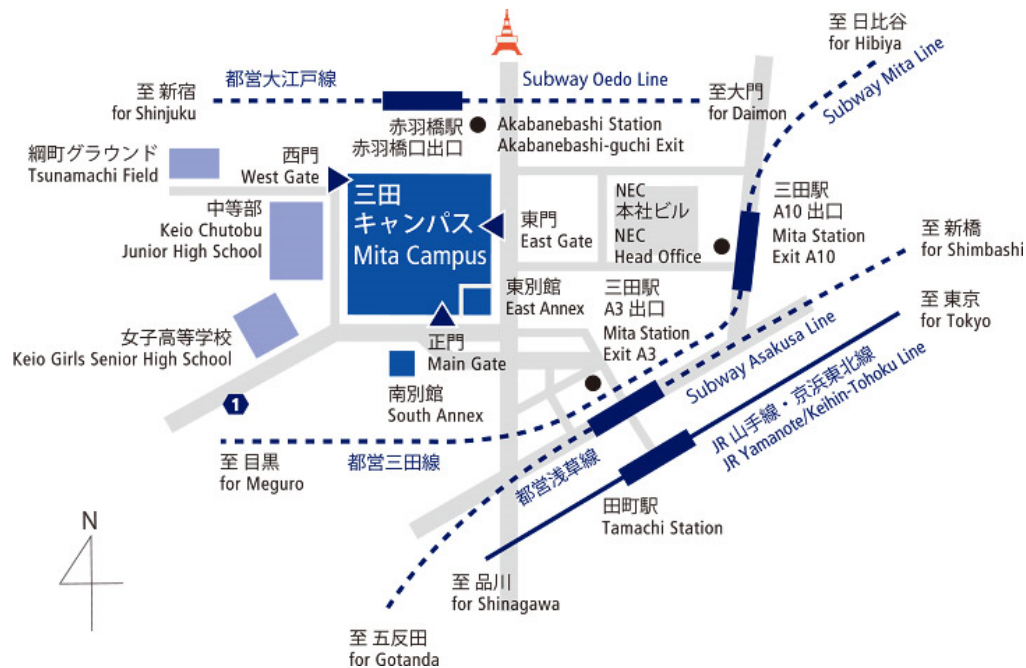 至 日比谷
for Hibiya
都営大江戸線
Subway Oedo Line
Subway Mita Line
至 新宿
for Shinjuku
至大門
for Daimon
赤羽橋駅
赤羽橋口出口
Akabanebashi Station
Akabanebashi-guchi Exit
綱町グラウンド
Tsunamachi Field
西門
West Gate
三田
キャンパス
Mita Campus
NEC
本社ビル
NEC
Head Office
三田駅
A10 出口
Mita Station
Exit A10
中等部
Keio Chutobu
Junior High School
東門
East Gate
至 新橋
for Shimbashi
東別館
East Annex
三田駅
A3 出口
Mita Station
Exit A3
至 東京
for Tokyo
女子高等学校
Keio Girls Senior High School
正門
Main Gate
Subway Asakusa Line
南別館
South Annex
1
JR 山手線・京浜東北線
JR Yamanote/Keihin-Tohoku Line
至 目黒
for Meguro
都営三田線
都営浅草線
田町駅
Tamachi Station
N
至 品川
for Shinagawa
至 五反田
for Gotanda